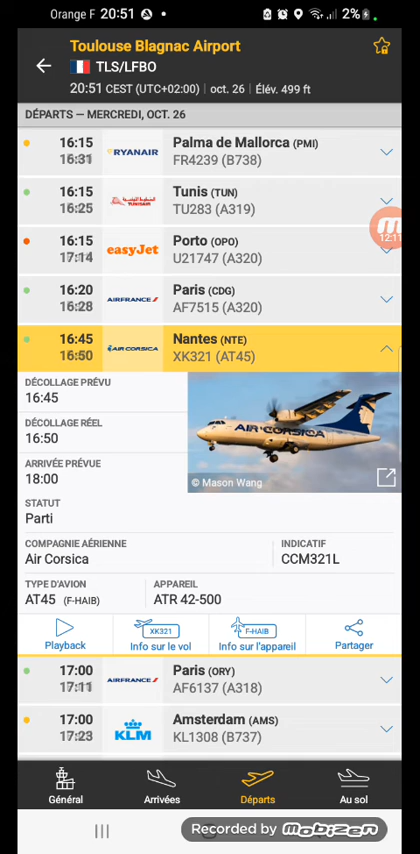 Orange F 20:51 2%
Toulouse Blagnac Airport
TLS/LFBO
20:51 CEST (UTC+02:00) | oct. 26 | Élév. 499 ft
DÉPARTS — MERCREDI, OCT. 26
16:15 Palma de Mallorca (PMI)
16:31 RYANAIR FR4239 (B738)
16:15 Tunis (TUN)
16:25 TUNISAIR TU283 (A319)
16:15 Porto (OPO)
17:14 easyJet U21747 (A320)
12:11
16:20 Paris (CDG)
16:28 AIRFRANCE AF7515 (A320)
16:45 Nantes (NTE)
16:50 AIR CORSICA XK321 (AT45)
DÉCOLLAGE PRÉVU
16:45
DÉCOLLAGE RÉEL
16:50
ARRIVÉE PRÉVUE
18:00
AIR CORSICA
© Mason Wang
STATUT
Parti
COMPAGNIE AÉRIENNE INDICATIF
Air Corsica CCM321L
TYPE D'AVION APPAREIL
AT45 (F-HAIB) ATR 42-500
XK321 F-HAIB
Playback Info sur le vol Info sur l'appareil Partager
17:00 Paris (ORY)
17:11 AIRFRANCE AF6137 (A318)
17:00 Amsterdam (AMS)
17:23 KLM KL1308 (B737)
Général Arrivées Départs Au sol
Recorded by mobizen